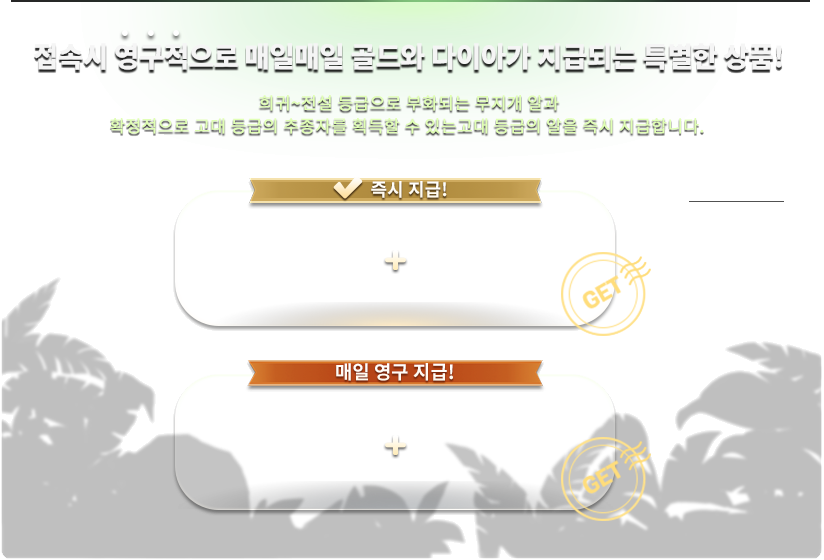 접속시 영구적으로 매일매일 골드와 다이아가 지급되는 특별한 상품!
희귀~전설 등급으로 부화되는 무지개 알과
확정적으로 고대 등급의 추종자를 획득할 수 있는고대 등급의 알을 즉시 지급합니다.
즉시 지급!
+
GET
매일 영구 지급!
+
GET